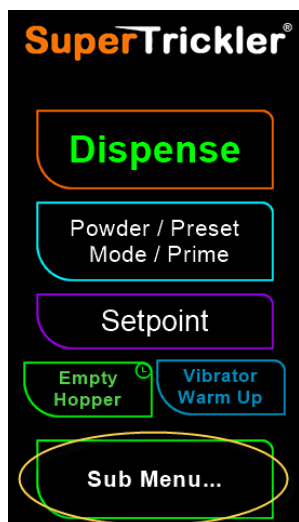 SuperTrickler®
Dispense
Powder / Preset
Mode / Prime
Setpoint
Empty
Hopper
Vibrator
Warm Up
Sub Menu...